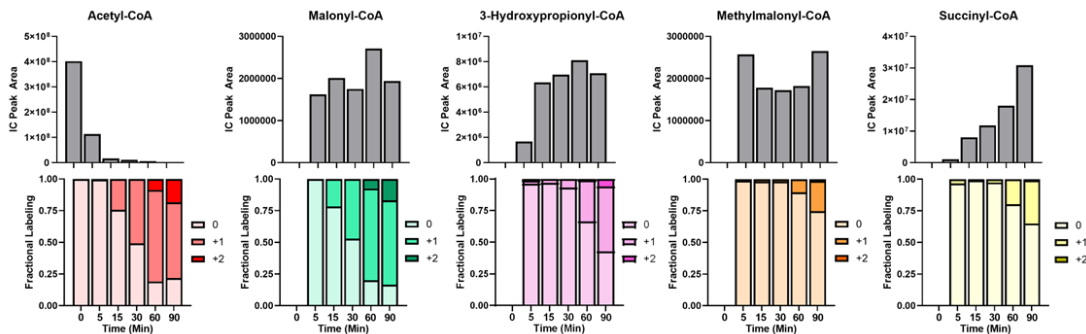 Acetyl-CoA
IC Peak Area
5×10⁸
4×10⁸
3×10⁸
2×10⁸
1×10⁸
0
Fractional Labeling
1.00
0.75
0.50
0.25
0.00
0 5 15 30 60 90
Time (Min)
0
+1
+2
Malonyl-CoA
IC Peak Area
3000000
2000000
1000000
0
Fractional Labeling
1.00
0.75
0.50
0.25
0.00
0 5 15 30 60 90
Time (Min)
0
+1
+2
3-Hydroxypropionyl-CoA
IC Peak Area
1×10⁷
8×10⁶
6×10⁶
4×10⁶
2×10⁶
0
Fractional Labeling
1.00
0.75
0.50
0.25
0.00
0 5 15 30 60 90
Time (Min)
0
+1
+2
Methylmalonyl-CoA
IC Peak Area
3000000
2000000
1000000
0
Fractional Labeling
1.00
0.75
0.50
0.25
0.00
0 5 15 30 60 90
Time (Min)
0
+1
+2
Succinyl-CoA
IC Peak Area
4×10⁷
3×10⁷
2×10⁷
1×10⁷
0
Fractional Labeling
1.00
0.75
0.50
0.25
0.00
0 5 15 30 60 90
Time (Min)
0
+1
+2